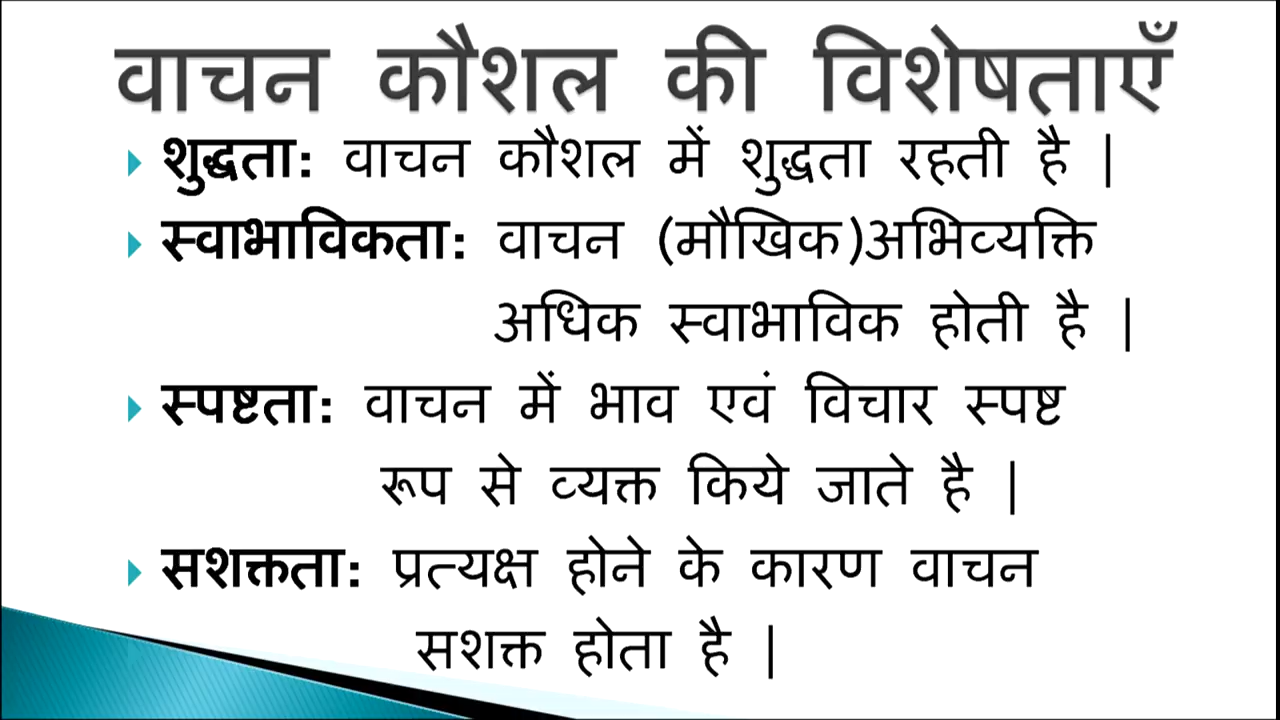 वाचन कौशल की विशेषताएँ
शुद्धता: वाचन कौशल में शुद्धता रहती है |
स्वाभाविकता: वाचन (मौखिक)अभिव्यक्ति
अधिक स्वाभाविक होती है |
स्पष्टता: वाचन में भाव एवं विचार स्पष्ट
रूप से व्यक्त किये जाते है |
सशक्तता: प्रत्यक्ष होने के कारण वाचन
सशक्त होता है |